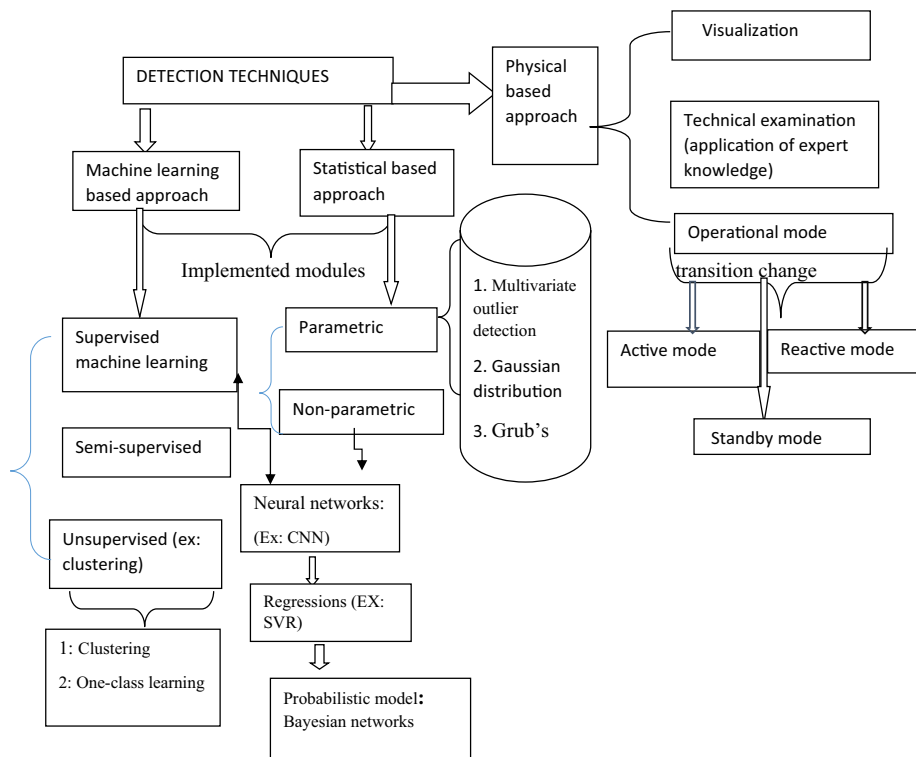 DETECTION TECHNIQUES
Physical
based
approach
Visualization
Technical examination
(application of expert
knowledge)
Operational mode
transition change
Active mode
Reactive mode
Standby mode
Machine learning
based approach
Statistical based
approach
Implemented modules
Supervised
machine learning
Semi-supervised
Unsupervised (ex:
clustering)
1: Clustering
2: One-class learning
Parametric
Non-parametric
1. Multivariate
outlier
detection
2. Gaussian
distribution
3. Grub's
Neural networks:
(Ex: CNN)
Regressions (EX:
SVR)
Probabilistic model:
Bayesian networks